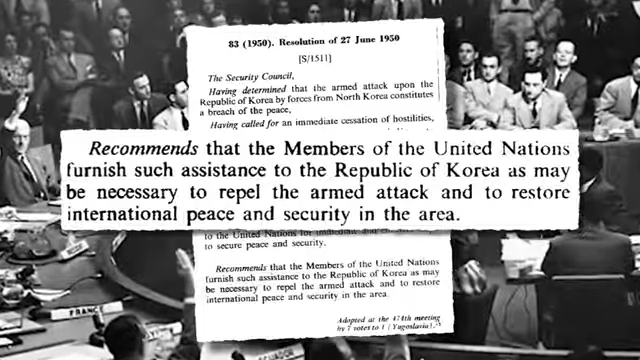 83 (1950). Resolution of 27 June 1950
[S/1511]
The Security Council,
Having determined that the armed attack upon the
Republic of Korea by forces from North Korea constitutes
a breach of the peace,
Having called for an immediate cessation of hostilities,
Recommends that the Members of the United Nations
furnish such assistance to the Republic of Korea as may
be necessary to repel the armed attack and to restore
international peace and security in the area.
to the United Nations for immediate and
to secure peace and security.
Recommends that the Members of the United Nations
furnish such assistance to the Republic of Korea as may
be necessary to repel the armed attack and to restore
international peace and security in the area.
Adopted at the 474th meeting
by 7 votes to 1 (Yugoslavia).
FRANCE
ECUADOR